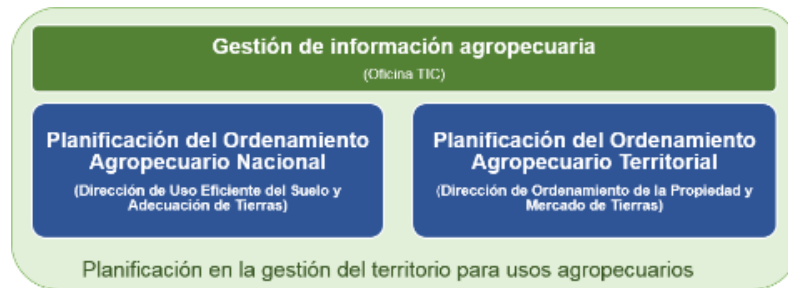 Gestión de información agropecuaria
(Oficina TIC)
Planificación del Ordenamiento
Agropecuario Nacional
(Dirección de Uso Eficiente del Suelo y
Adecuación de Tierras)
Planificación del Ordenamiento
Agropecuario Territorial
(Dirección de Ordenamiento de la Propiedad y
Mercado de Tierras)
Planificación en la gestión del territorio para usos agropecuarios